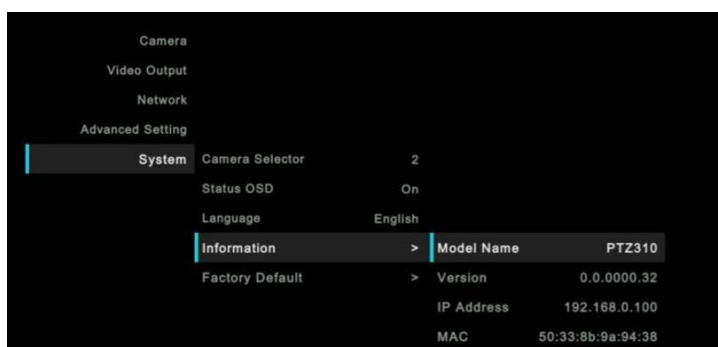 Camera
Video Output
Network
Advanced Setting
System
Camera Selector 2
Status OSD On
Language English
Information >
Factory Default >
Model Name PTZ310
Version 0.0.0000.32
IP Address 192.168.0.100
MAC 50:33:8b:9a:94:38